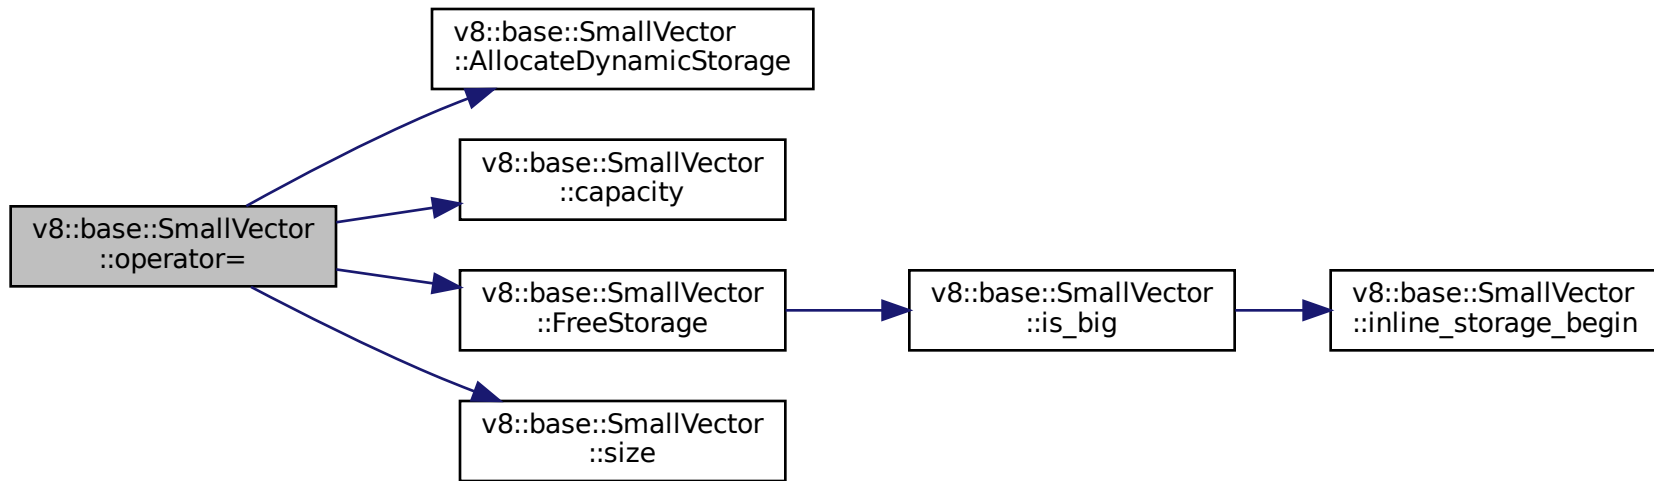 v8::base::SmallVector
::AllocateDynamicStorage
v8::base::SmallVector
::capacity
v8::base::SmallVector
::operator=
v8::base::SmallVector
::FreeStorage
v8::base::SmallVector
::is_big
v8::base::SmallVector
::inline_storage_begin
v8::base::SmallVector
::size